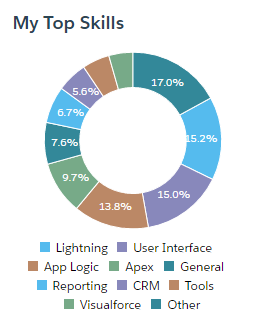 My Top Skills
17.0%
15.2%
15.0%
13.8%
9.7%
7.6%
6.7%
5.6%
Lightning User Interface
App Logic Apex General
Reporting CRM Tools
Visualforce Other